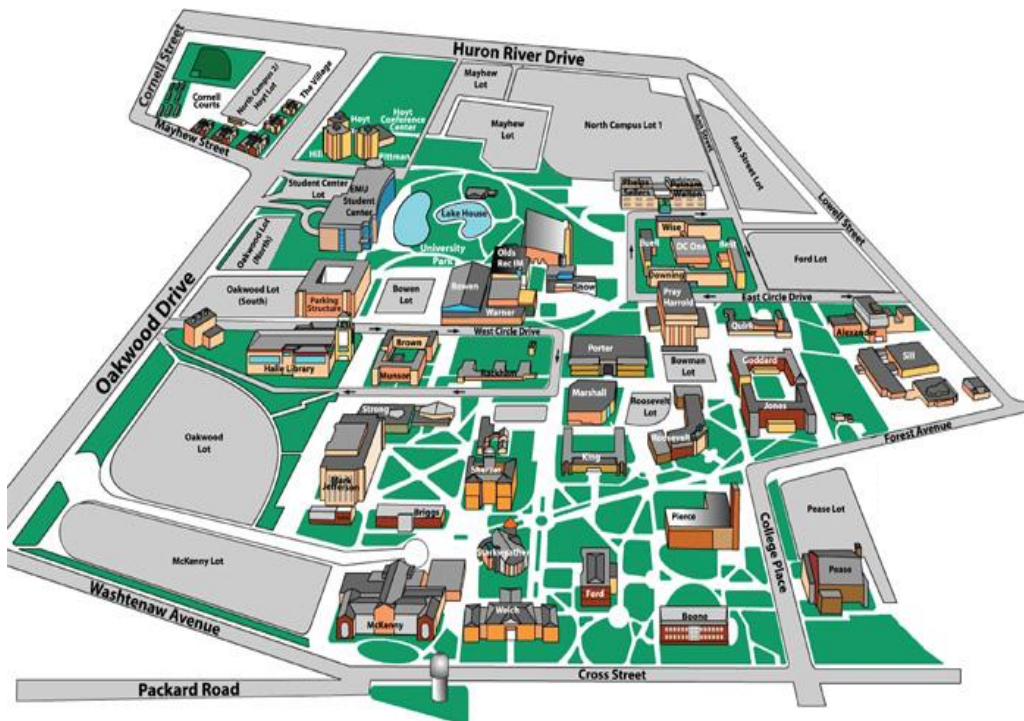 Huron River Drive
Cornell Street
Cornell
Courts
North Campus 2/
Hoyt Lot
The Village
Mayhew Street
Mayhew
Lot
Mayhew
Lot
North Campus Lot 1
Ann Street
Ann Street Lot
Lowell Street
Hoyt
Hoyt
Conference
Center
Hill
Pittman
Student Center
Lot
EMU
Student
Center
Lake House
University
Park
Phelps
Sellers
Putnam
Walton
Oakwood Lot
(North)
Olds
Rec IM
Wise
Buell
DC One
Best
Downing
Ford Lot
Oakwood Lot
(South)
Parking
Structure
Bowen
Lot
Bowen
Warner
Snow
Pray
Harrold
East Circle Drive
Oakwood Drive
West Circle Drive
Quirk
Alexander
Halle Library
Brown
Munson
Rackham
Porter
Bowman
Lot
Goddard
Sill
Marshall
Roosevelt
Lot
Jones
Oakwood
Lot
Strong
Roosevelt
Forest Avenue
Mark
Jefferson
Sherzer
King
Briggs
Pierce
College Place
Pease Lot
McKenny Lot
Starkweather
Ford
Pease
Washtenaw Avenue
McKenny
Welch
Boone
Cross Street
Packard Road